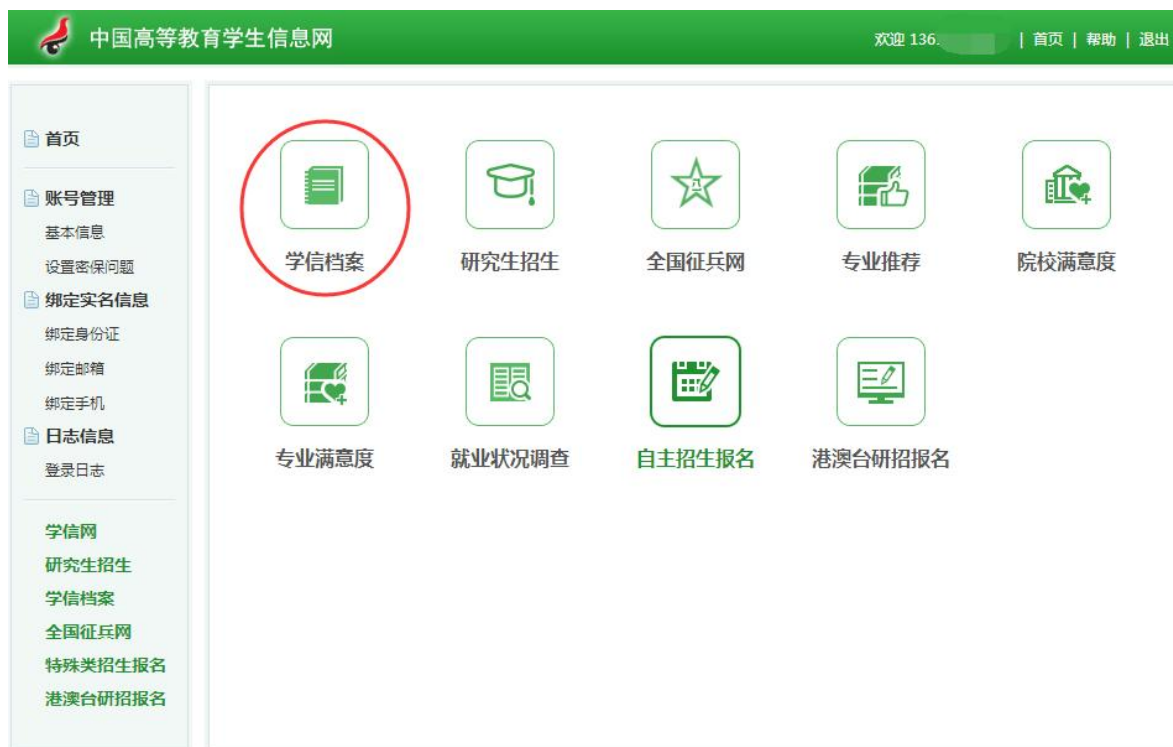 中国高等教育学生信息网
欢迎 136. | 首页 | 帮助 | 退出
首页
账号管理
基本信息
设置密保问题
绑定实名信息
绑定身份证
绑定邮箱
绑定手机
日志信息
登录日志
学信网
研究生招生
学信档案
全国征兵网
特殊类招生报名
港澳台研招报名
学信档案 研究生招生 全国征兵网 专业推荐 院校满意度
专业满意度 就业状况调查 自主招生报名 港澳台研招报名